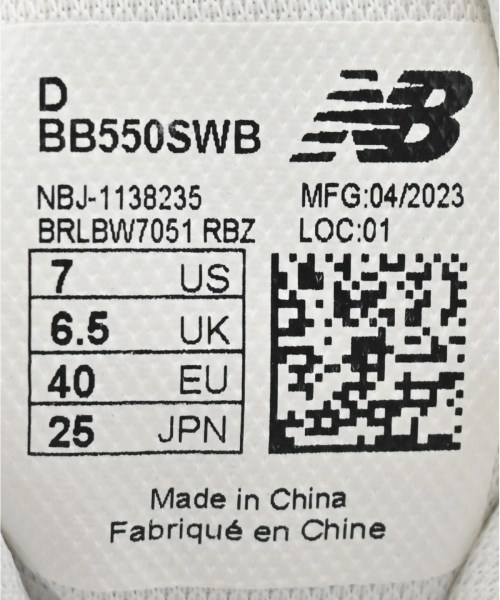 D
BB550SWB
NB
NBJ-1138235
MFG:04/2023
BRLBW7051 RBZ
LOC:01
7 US
6.5 UK
40 EU
25 JPN
Made in China
Fabriqué en Chine